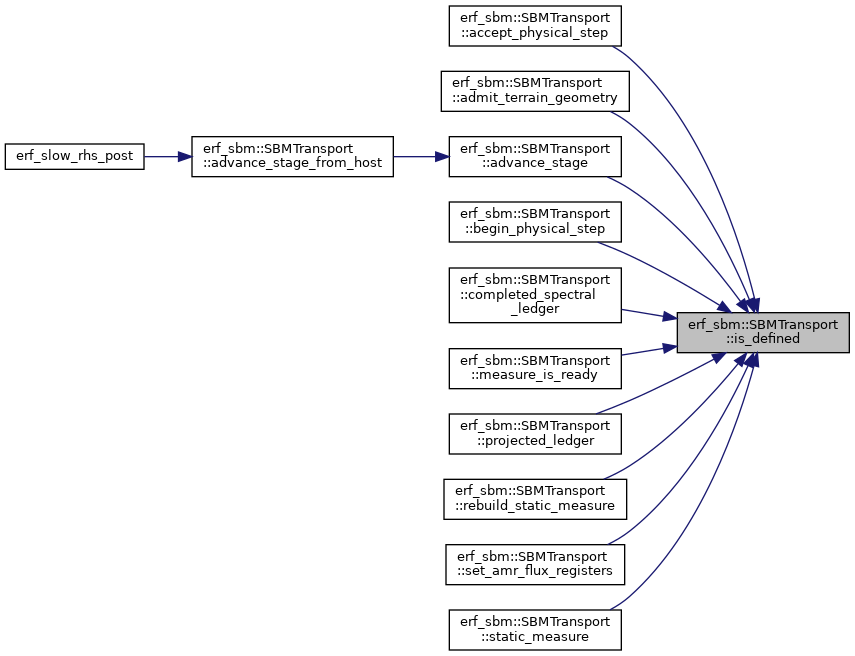 erf_sbm::SBMTransport
::accept_physical_step
erf_sbm::SBMTransport
::admit_terrain_geometry
erf_slow_rhs_post
erf_sbm::SBMTransport
::advance_stage_from_host
erf_sbm::SBMTransport
::advance_stage
erf_sbm::SBMTransport
::begin_physical_step
erf_sbm::SBMTransport
::completed_spectral
_ledger
erf_sbm::SBMTransport
::is_defined
erf_sbm::SBMTransport
::measure_is_ready
erf_sbm::SBMTransport
::projected_ledger
erf_sbm::SBMTransport
::rebuild_static_measure
erf_sbm::SBMTransport
::set_amr_flux_registers
erf_sbm::SBMTransport
::static_measure